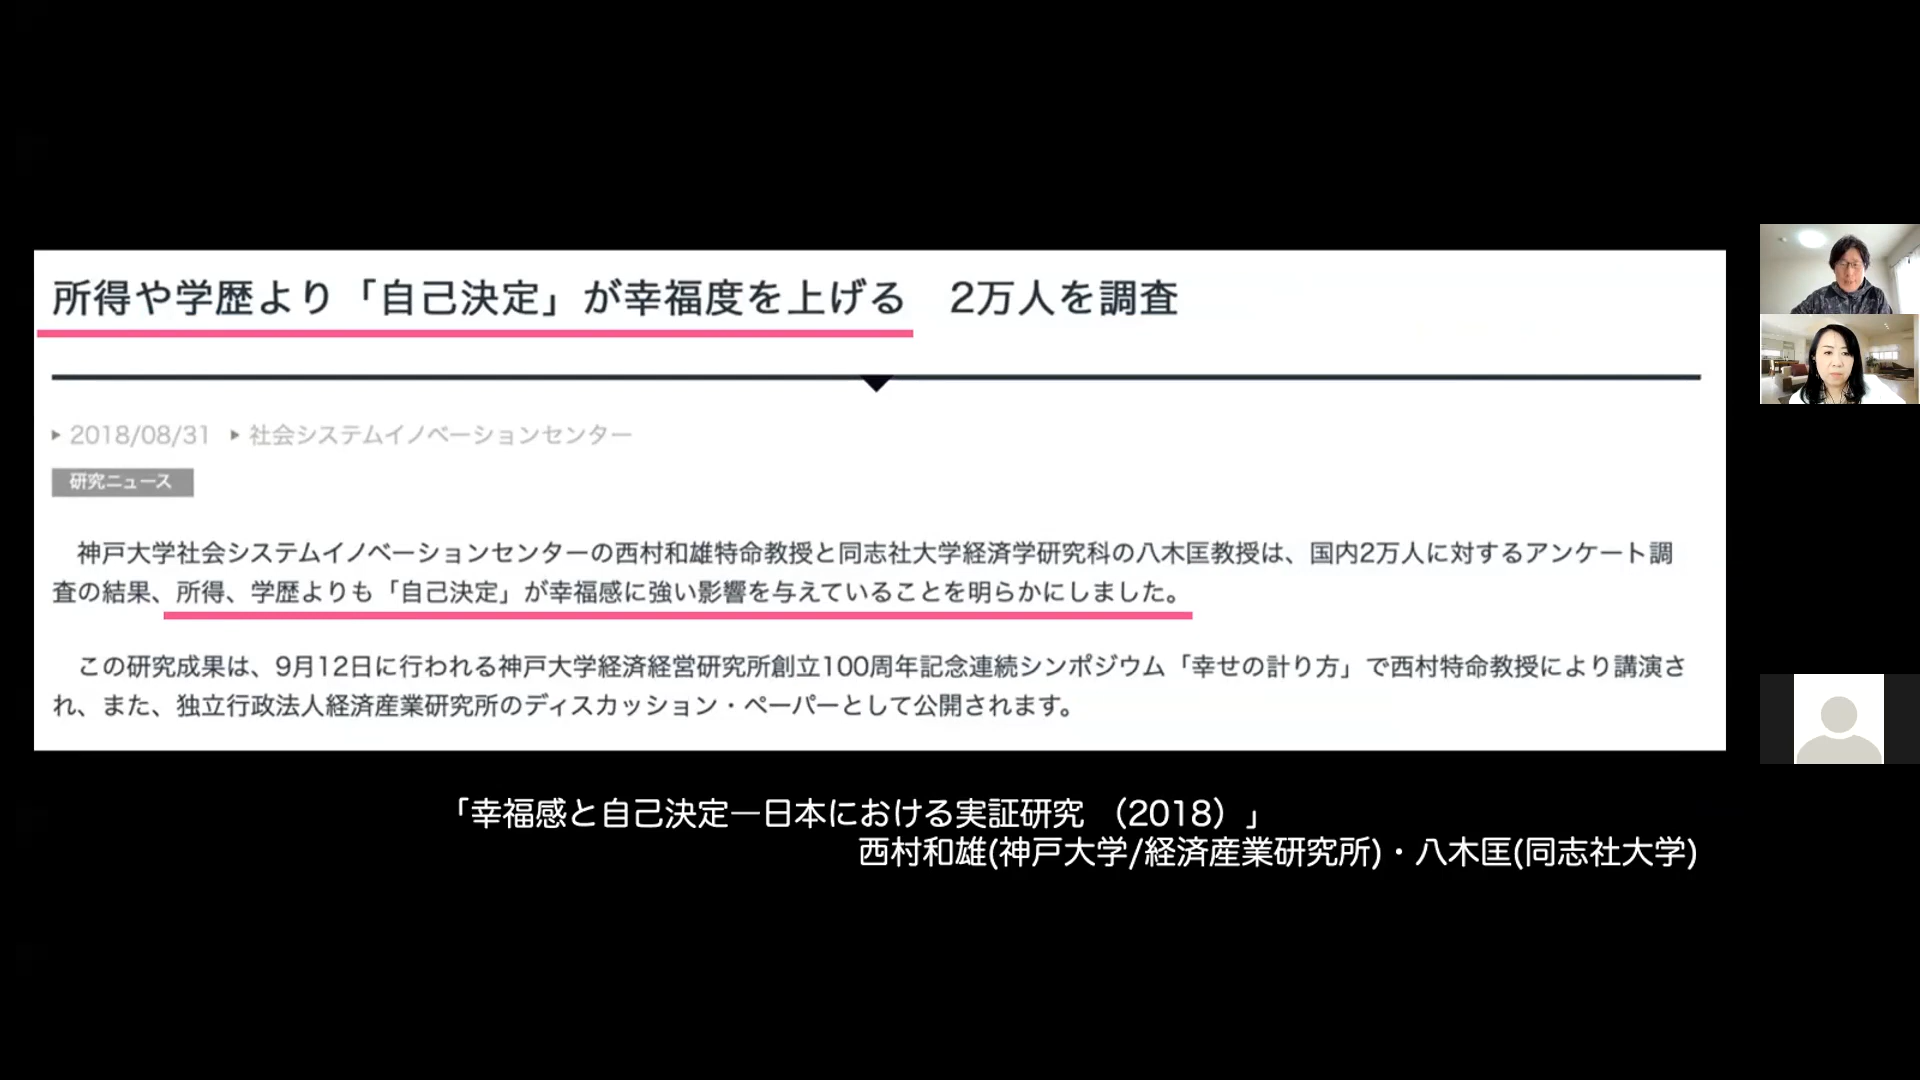 所得や学歴より「自己決定」が幸福度を上げる　2万人を調査
2018/08/31 社会システムイノベーションセンター
研究ニュース
神戸大学社会システムイノベーションセンターの西村和雄特命教授と同志社大学経済学研究科の八木匡教授は、国内2万人に対するアンケート調
査の結果、所得、学歴よりも「自己決定」が幸福感に強い影響を与えていることを明らかにしました。
この研究成果は、9月12日に行われる神戸大学経済経営研究所創立100周年記念連続シンポジウム「幸せの計り方」で西村特命教授により講演さ
れ、また、独立行政法人経済産業研究所のディスカッション・ペーパーとして公開されます。
「幸福感と自己決定―日本における実証研究 （2018）」
西村和雄(神戸大学/経済産業研究所)・八木匡(同志社大学)